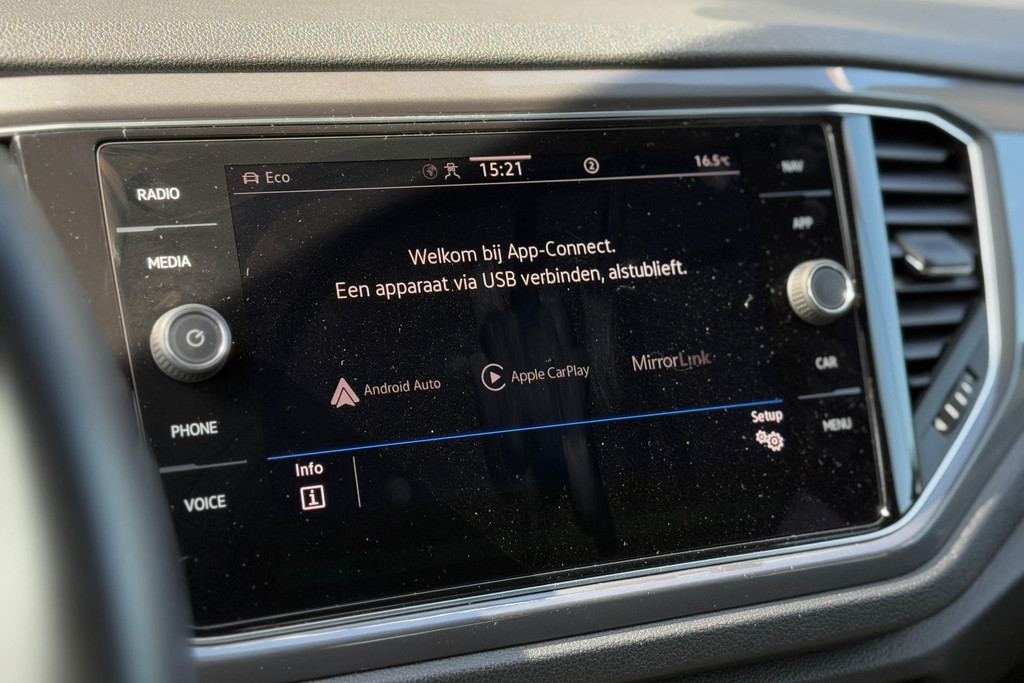 Eco
15:21
2
16.5°C
RADIO
MEDIA
PHONE
VOICE
Welkom bij App-Connect.
Een apparaat via USB verbinden, alstublieft.
Android Auto
Apple CarPlay
MirrorLink
Setup
Info
i
NAV
APP
CAR
MENU